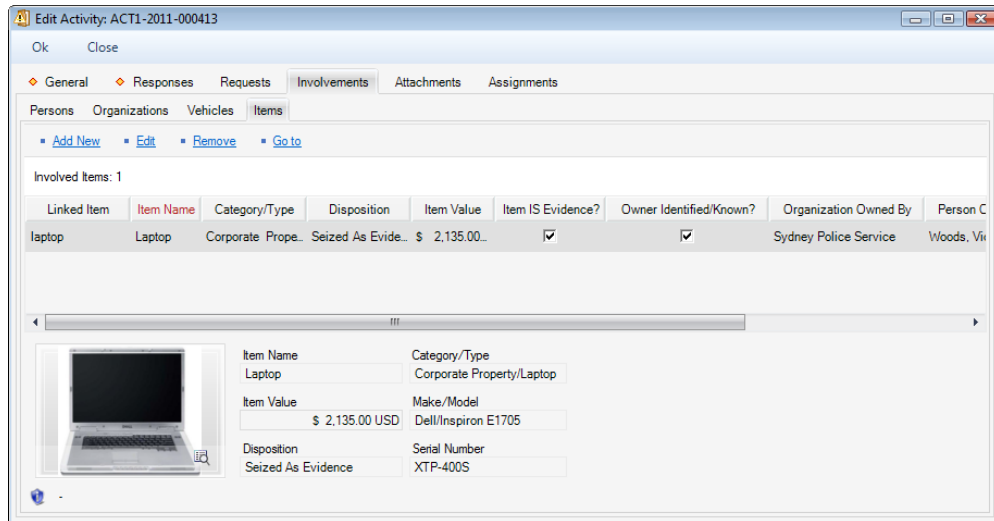 Edit Activity: ACT1-2011-000413
Ok Close
General Responses Requests Involvements Attachments Assignments
Persons Organizations Vehicles Items
Add New Edit Remove Go to
Involved Items: 1
Linked Item Item Name Category/Type Disposition Item Value Item IS Evidence? Owner Identified/Known? Organization Owned By Person O
laptop Laptop Corporate Prope... Seized As Evide... $ 2,135.00... Sydney Police Service Woods, Vic
Item Name Category/Type
Laptop Corporate Property/Laptop
Item Value Make/Model
$ 2,135.00 USD Dell/Inspiron E1705
Disposition Serial Number
Seized As Evidence XTP-400S
-